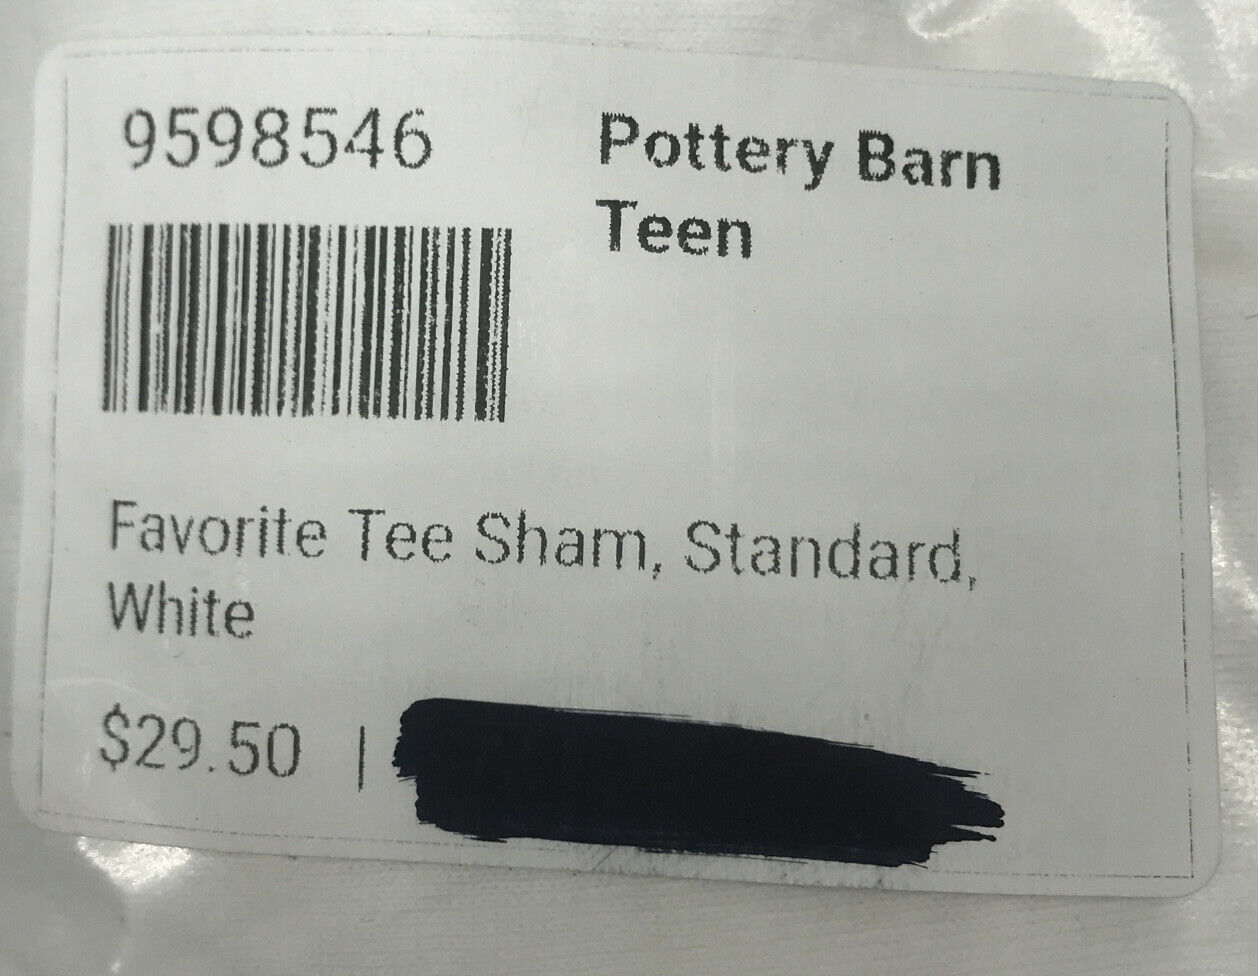 9598546
Pottery Barn
Teen
Favorite Tee Sham, Standard,
White
$29.50 |